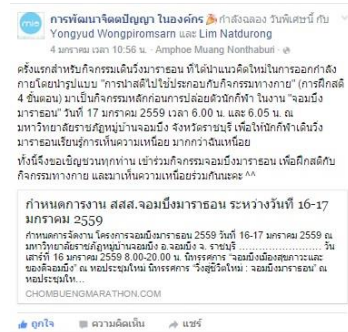 การพัฒนาจิตตปัญญา ในองค์กร กำลังฉลอง วันพิเศษนี้ กับ
Yongyud Wongpiromsarn และ Lim Natdurong
4 มกราคม เวลา 10:56 น. · Amphoe Muang Nonthaburi ·
ครั้งแรกสำหรับกิจกรรมเดินวิ่งมาราธอน ที่ได้นำแนวคิดใหม่ในการออกกำลัง
กายโดยนำรูปแบบ "การนำสติไปใช้ประกอบกับกิจกรรมทางกาย" (การฝึกสติ
4 ขั้นตอน) มาเป็นกิจกรรมหลักก่อนการปล่อยตัวนักกีฬา ในงาน "จอมบึง
มาราธอน" วันที่ 17 มกราคม 2559 เวลา 6.00 น. และ 6.05 น. ณ
มหาวิทยาลัยราชภัฏหมู่บ้านจอมบึง จังหวัดราชบุรี เพื่อให้นักกีฬาเดินวิ่ง
มาราธอนเรียนรู้การเห็นความเหนื่อย มากกว่าฉันเหนื่อย
ทั้งนี้จึงขอเชิญชวนทุกท่าน เข้าร่วมกิจกรรมจอมบึงมาราธอน เพื่อฝึกสติกับ
กิจกรรมทางกาย และมาเห็นความเหนื่อยร่วมกันนะคะ ^^
กำหนดการงาน สสส.จอมบึงมาราธอน ระหว่างวันที่ 16-17
มกราคม 2559
กำหนดการจัดงาน โครงการจอมบึงมาราธอน 2559 วันที่ 16-17 มกราคม 2559 ณ
มหาวิทยาลัยราชภัฏหมู่บ้านจอมบึง อ.จอมบึง จ. ราชบุรี ........................ วัน
เสาร์ที่ 16 มกราคม 2559 8.00-20.00 น. นิทรรศการ "จอมบึงเมืองสุขภาวะและ
ของดีจอมบึง" ณ หอประชุมใหม่ นิทรรศการ "วิ่งสู่ชีวิตใหม่ : จอมบึงมาราธอน" ณ
หอประชุมให...
CHOMBUENGMARATHON.COM
ถูกใจ ความคิดเห็น แชร์